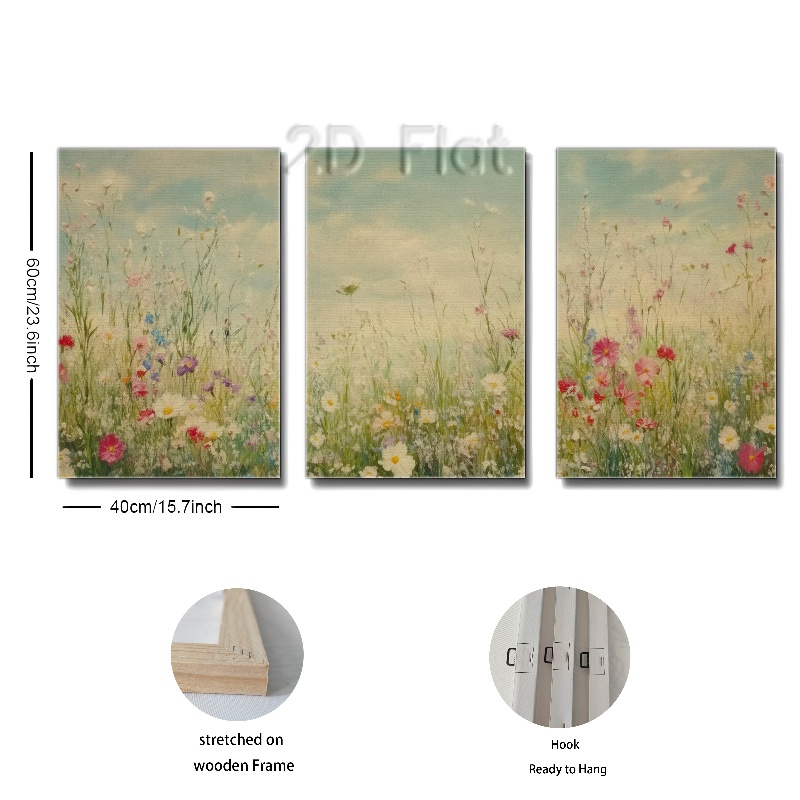 2D Flat
60cm/23.6inch
40cm/15.7inch
stretched on
wooden Frame
Hook
Ready to Hang